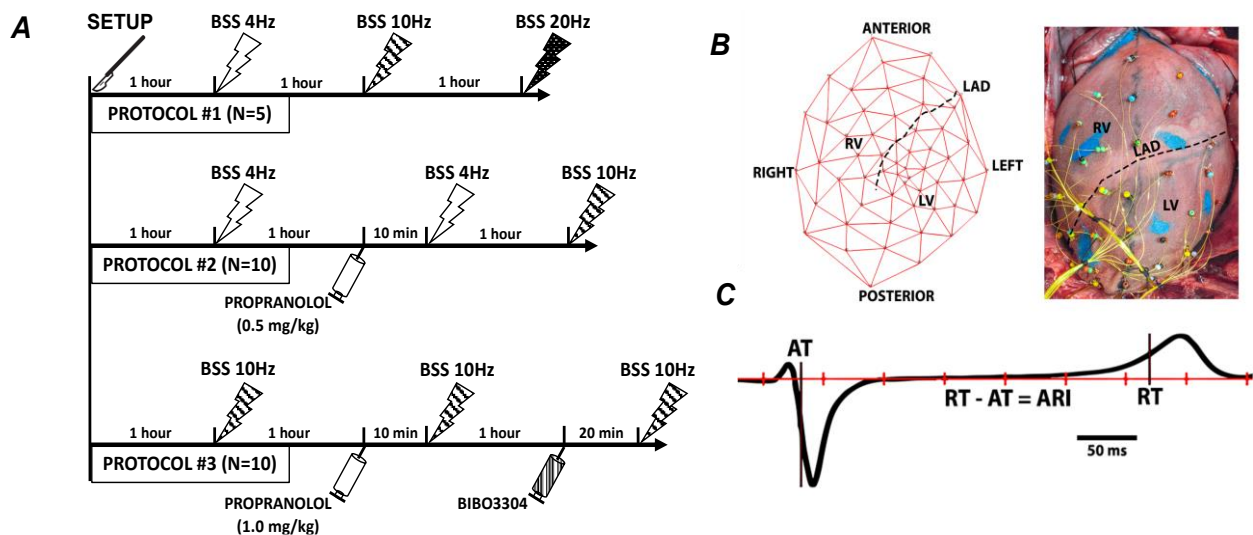 A
SETUP
BSS 4Hz
BSS 10Hz
BSS 20Hz
1 hour
1 hour
1 hour
PROTOCOL #1 (N=5)
BSS 4Hz
BSS 4Hz
BSS 10Hz
1 hour
1 hour
10 min
1 hour
PROTOCOL #2 (N=10)
PROPRANOLOL
(0.5 mg/kg)
BSS 10Hz
BSS 10Hz
BSS 10Hz
1 hour
1 hour
10 min
1 hour
20 min
PROTOCOL #3 (N=10)
PROPRANOLOL
(1.0 mg/kg)
BIBO3304
B
ANTERIOR
LAD
RV
RIGHT
LEFT
LV
POSTERIOR
RV
LAD
LV
C
AT
RT - AT = ARI
RT
50 ms